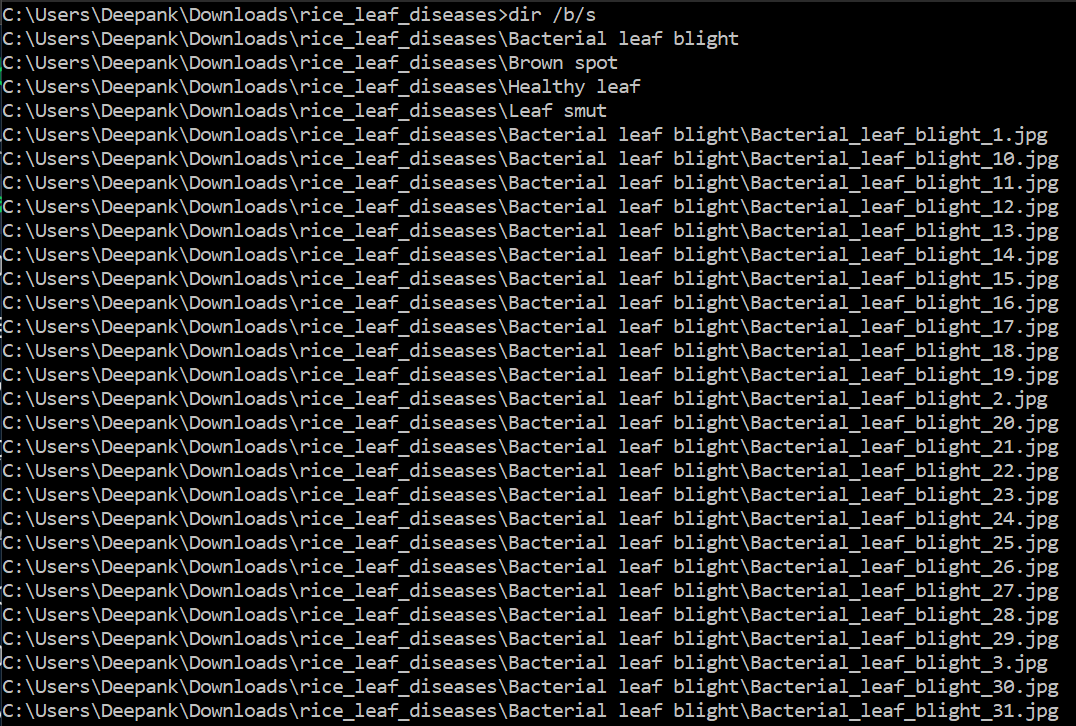 C:\Users\Deepank\Downloads\rice_leaf_diseases>dir /b/s
C:\Users\Deepank\Downloads\rice_leaf_diseases\Bacterial leaf blight
C:\Users\Deepank\Downloads\rice_leaf_diseases\Brown spot
C:\Users\Deepank\Downloads\rice_leaf_diseases\Healthy leaf
C:\Users\Deepank\Downloads\rice_leaf_diseases\Leaf smut
C:\Users\Deepank\Downloads\rice_leaf_diseases\Bacterial leaf blight\Bacterial_leaf_blight_1.jpg
C:\Users\Deepank\Downloads\rice_leaf_diseases\Bacterial leaf blight\Bacterial_leaf_blight_10.jpg
C:\Users\Deepank\Downloads\rice_leaf_diseases\Bacterial leaf blight\Bacterial_leaf_blight_11.jpg
C:\Users\Deepank\Downloads\rice_leaf_diseases\Bacterial leaf blight\Bacterial_leaf_blight_12.jpg
C:\Users\Deepank\Downloads\rice_leaf_diseases\Bacterial leaf blight\Bacterial_leaf_blight_13.jpg
C:\Users\Deepank\Downloads\rice_leaf_diseases\Bacterial leaf blight\Bacterial_leaf_blight_14.jpg
C:\Users\Deepank\Downloads\rice_leaf_diseases\Bacterial leaf blight\Bacterial_leaf_blight_15.jpg
C:\Users\Deepank\Downloads\rice_leaf_diseases\Bacterial leaf blight\Bacterial_leaf_blight_16.jpg
C:\Users\Deepank\Downloads\rice_leaf_diseases\Bacterial leaf blight\Bacterial_leaf_blight_17.jpg
C:\Users\Deepank\Downloads\rice_leaf_diseases\Bacterial leaf blight\Bacterial_leaf_blight_18.jpg
C:\Users\Deepank\Downloads\rice_leaf_diseases\Bacterial leaf blight\Bacterial_leaf_blight_19.jpg
C:\Users\Deepank\Downloads\rice_leaf_diseases\Bacterial leaf blight\Bacterial_leaf_blight_2.jpg
C:\Users\Deepank\Downloads\rice_leaf_diseases\Bacterial leaf blight\Bacterial_leaf_blight_20.jpg
C:\Users\Deepank\Downloads\rice_leaf_diseases\Bacterial leaf blight\Bacterial_leaf_blight_21.jpg
C:\Users\Deepank\Downloads\rice_leaf_diseases\Bacterial leaf blight\Bacterial_leaf_blight_22.jpg
C:\Users\Deepank\Downloads\rice_leaf_diseases\Bacterial leaf blight\Bacterial_leaf_blight_23.jpg
C:\Users\Deepank\Downloads\rice_leaf_diseases\Bacterial leaf blight\Bacterial_leaf_blight_24.jpg
C:\Users\Deepank\Downloads\rice_leaf_diseases\Bacterial leaf blight\Bacterial_leaf_blight_25.jpg
C:\Users\Deepank\Downloads\rice_leaf_diseases\Bacterial leaf blight\Bacterial_leaf_blight_26.jpg
C:\Users\Deepank\Downloads\rice_leaf_diseases\Bacterial leaf blight\Bacterial_leaf_blight_27.jpg
C:\Users\Deepank\Downloads\rice_leaf_diseases\Bacterial leaf blight\Bacterial_leaf_blight_28.jpg
C:\Users\Deepank\Downloads\rice_leaf_diseases\Bacterial leaf blight\Bacterial_leaf_blight_29.jpg
C:\Users\Deepank\Downloads\rice_leaf_diseases\Bacterial leaf blight\Bacterial_leaf_blight_3.jpg
C:\Users\Deepank\Downloads\rice_leaf_diseases\Bacterial leaf blight\Bacterial_leaf_blight_30.jpg
C:\Users\Deepank\Downloads\rice_leaf_diseases\Bacterial leaf blight\Bacterial_leaf_blight_31.jpg